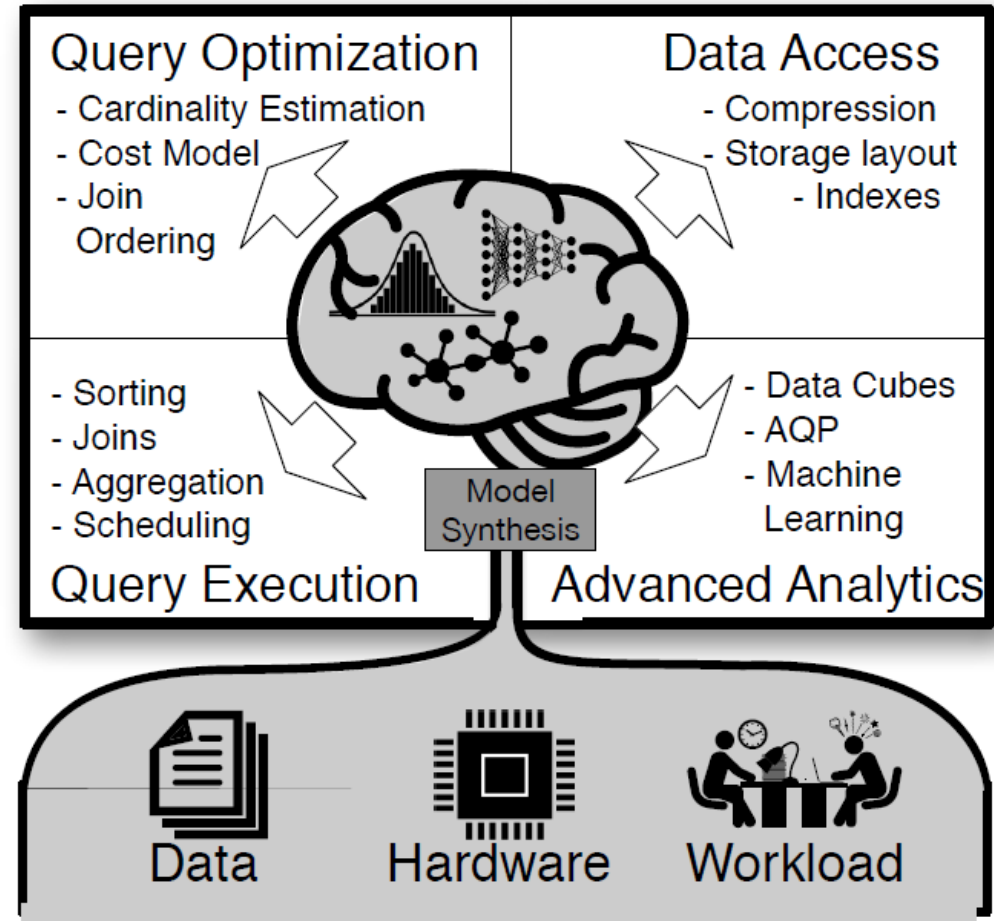 Query Optimization
- Cardinality Estimation
- Cost Model
- Join
Ordering
Data Access
- Compression
- Storage layout
- Indexes
- Sorting
- Joins
- Aggregation
- Scheduling
Query Execution
- Data Cubes
- AQP
- Machine
Learning
Advanced Analytics
Model
Synthesis
Data
Hardware
Workload